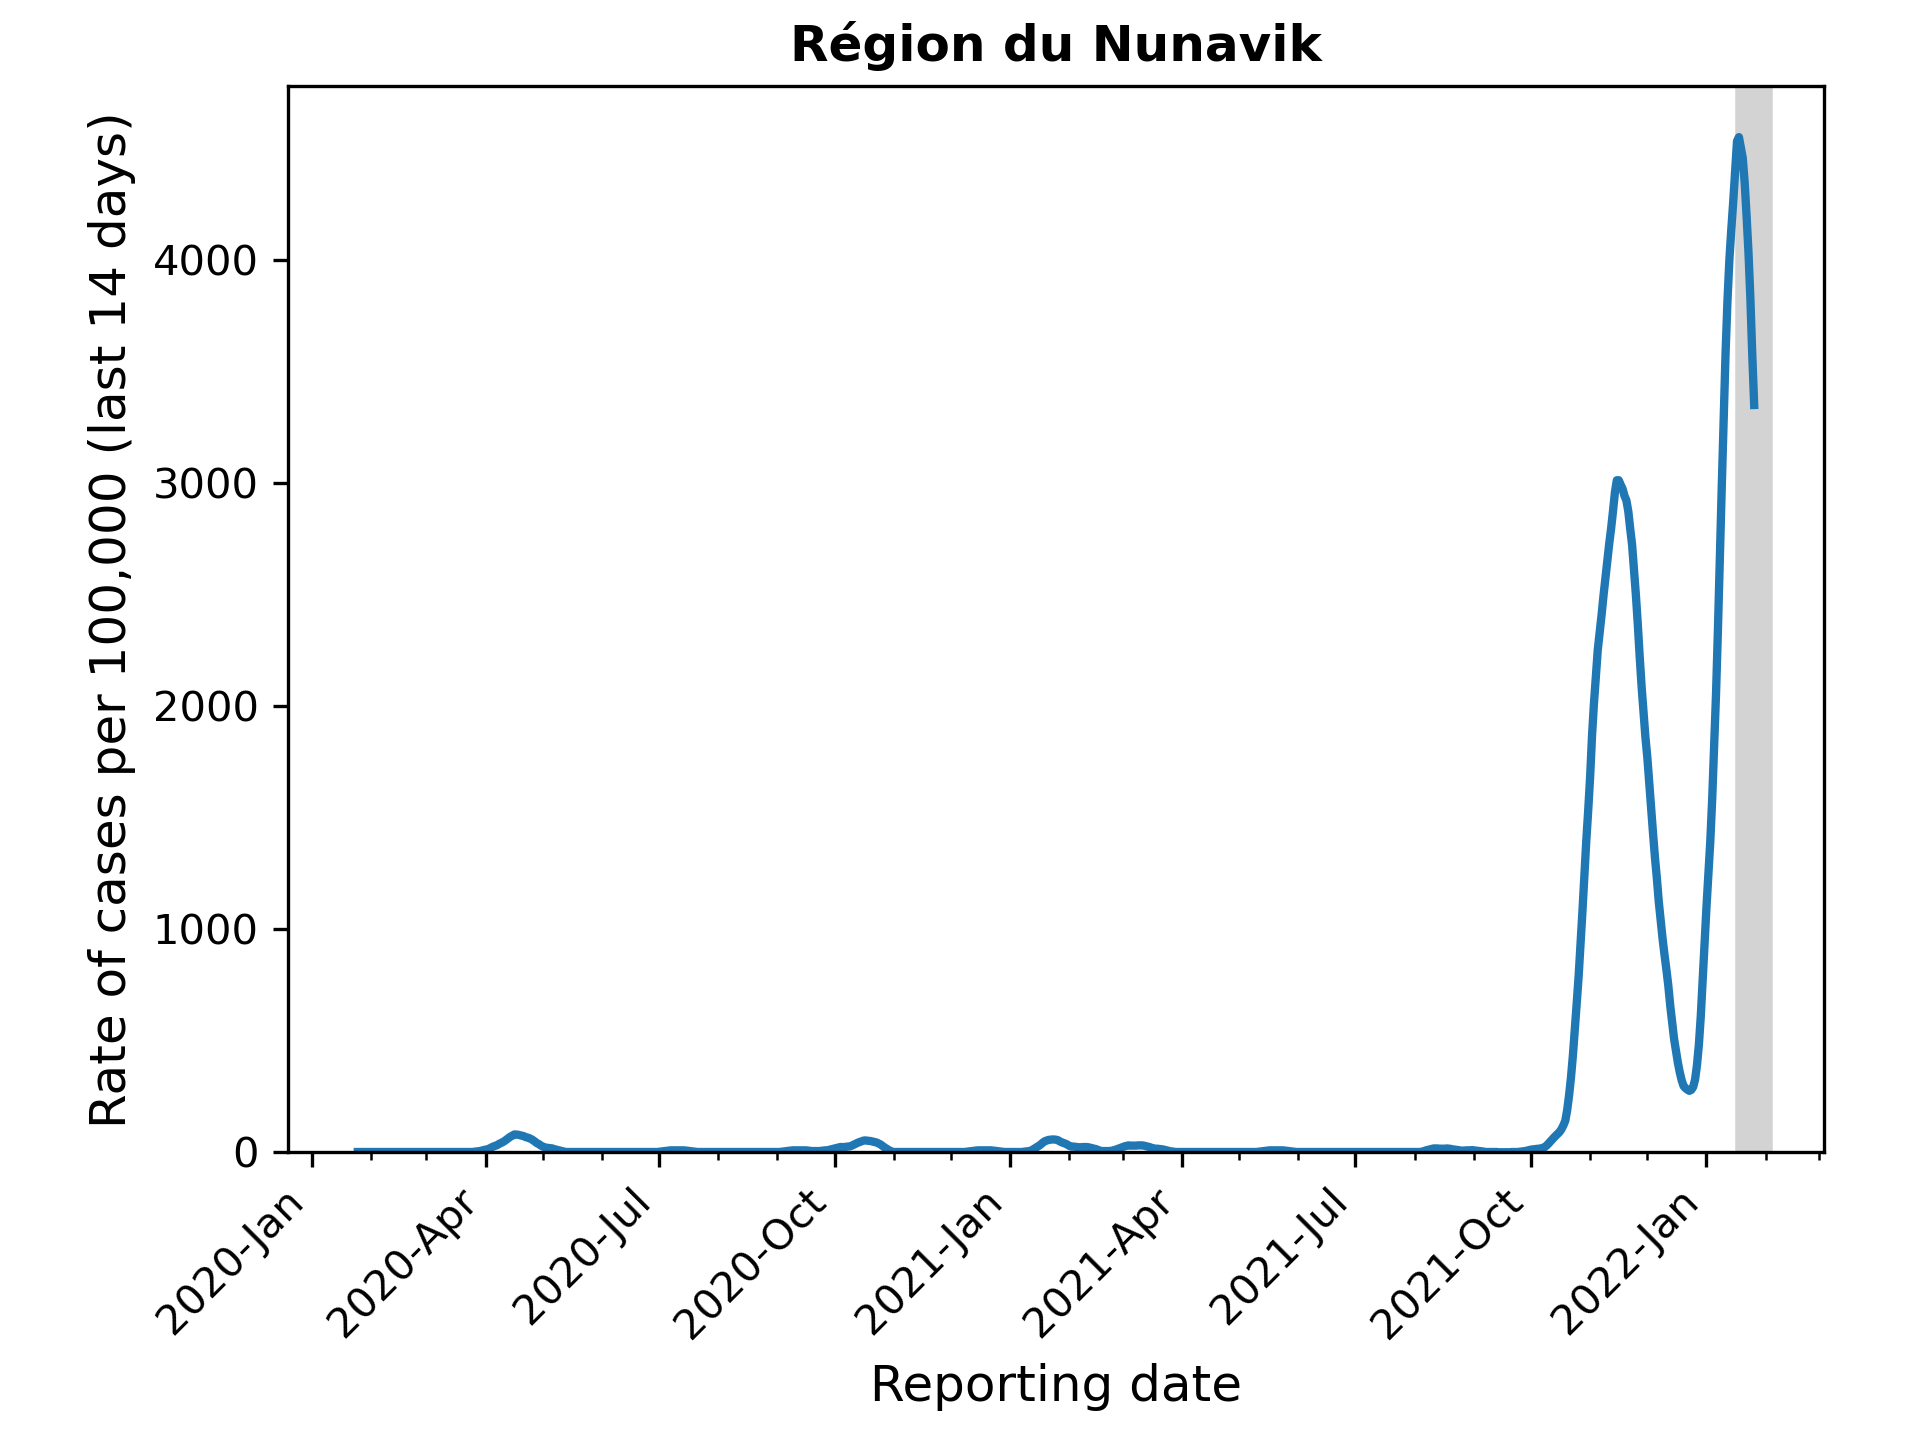 Région du Nunavik
Rate of cases per 100,000 (last 14 days)
4000
3000
2000
1000
0
2020-Jan
2020-Apr
2020-Jul
2020-Oct
2021-Jan
2021-Apr
2021-Jul
2021-Oct
2022-Jan
Reporting date